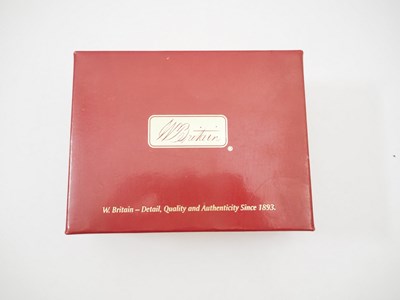 W. Britain
®
W. Britain – Detail, Quality and Authenticity Since 1893.